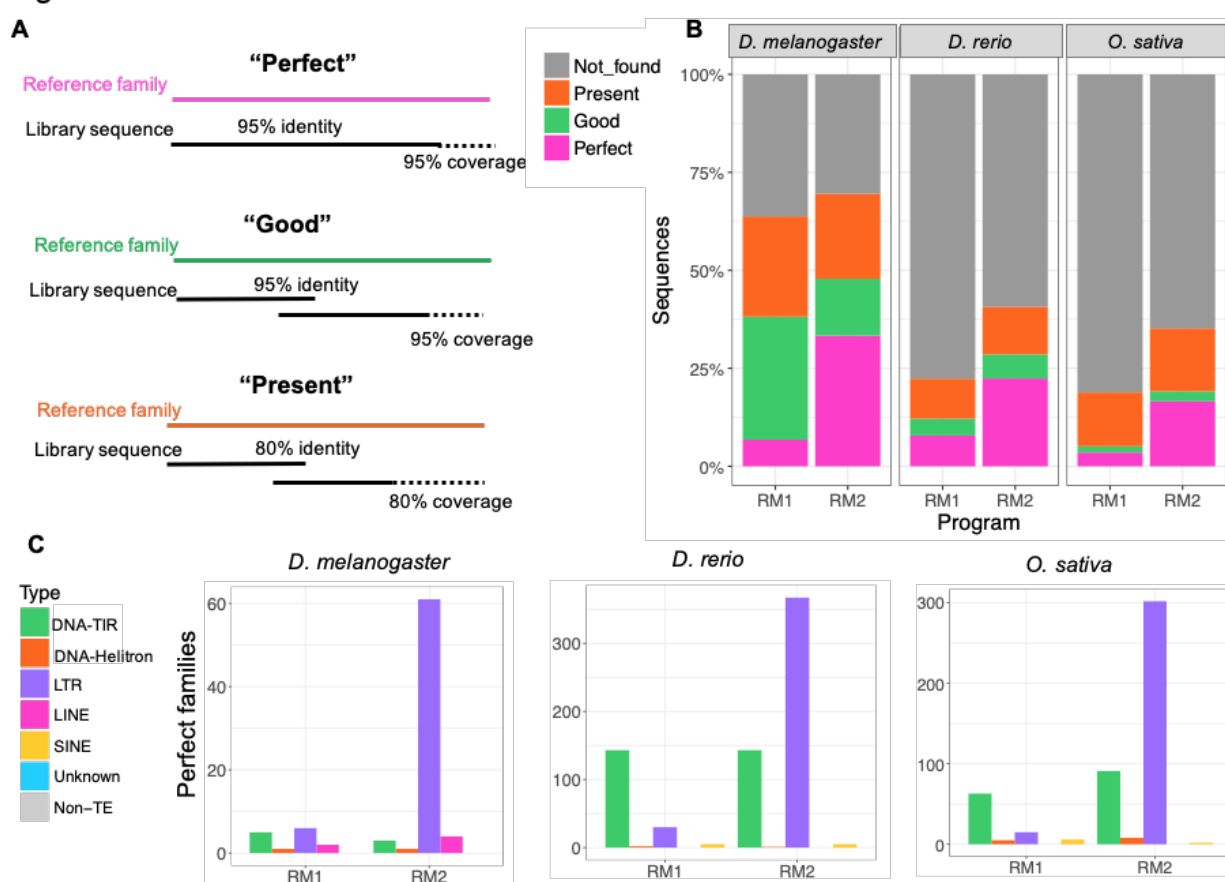 A
"Perfect"
Reference family
Library sequence
95% identity
95% coverage
"Good"
Reference family
Library sequence
95% identity
95% coverage
"Present"
Reference family
Library sequence
80% identity
80% coverage
Not_found
Present
Good
Perfect
B
D. melanogaster
D. rerio
O. sativa
100%
75%
50%
25%
0%
Sequences
RM1
RM2
RM1
RM2
RM1
RM2
Program
C
Type
DNA-TIR
DNA-Helitron
LTR
LINE
SINE
Unknown
Non-TE
D. melanogaster
Perfect families
60
40
20
0
RM1
RM2
D. rerio
300
200
100
0
RM1
RM2
O. sativa
300
200
100
0
RM1
RM2